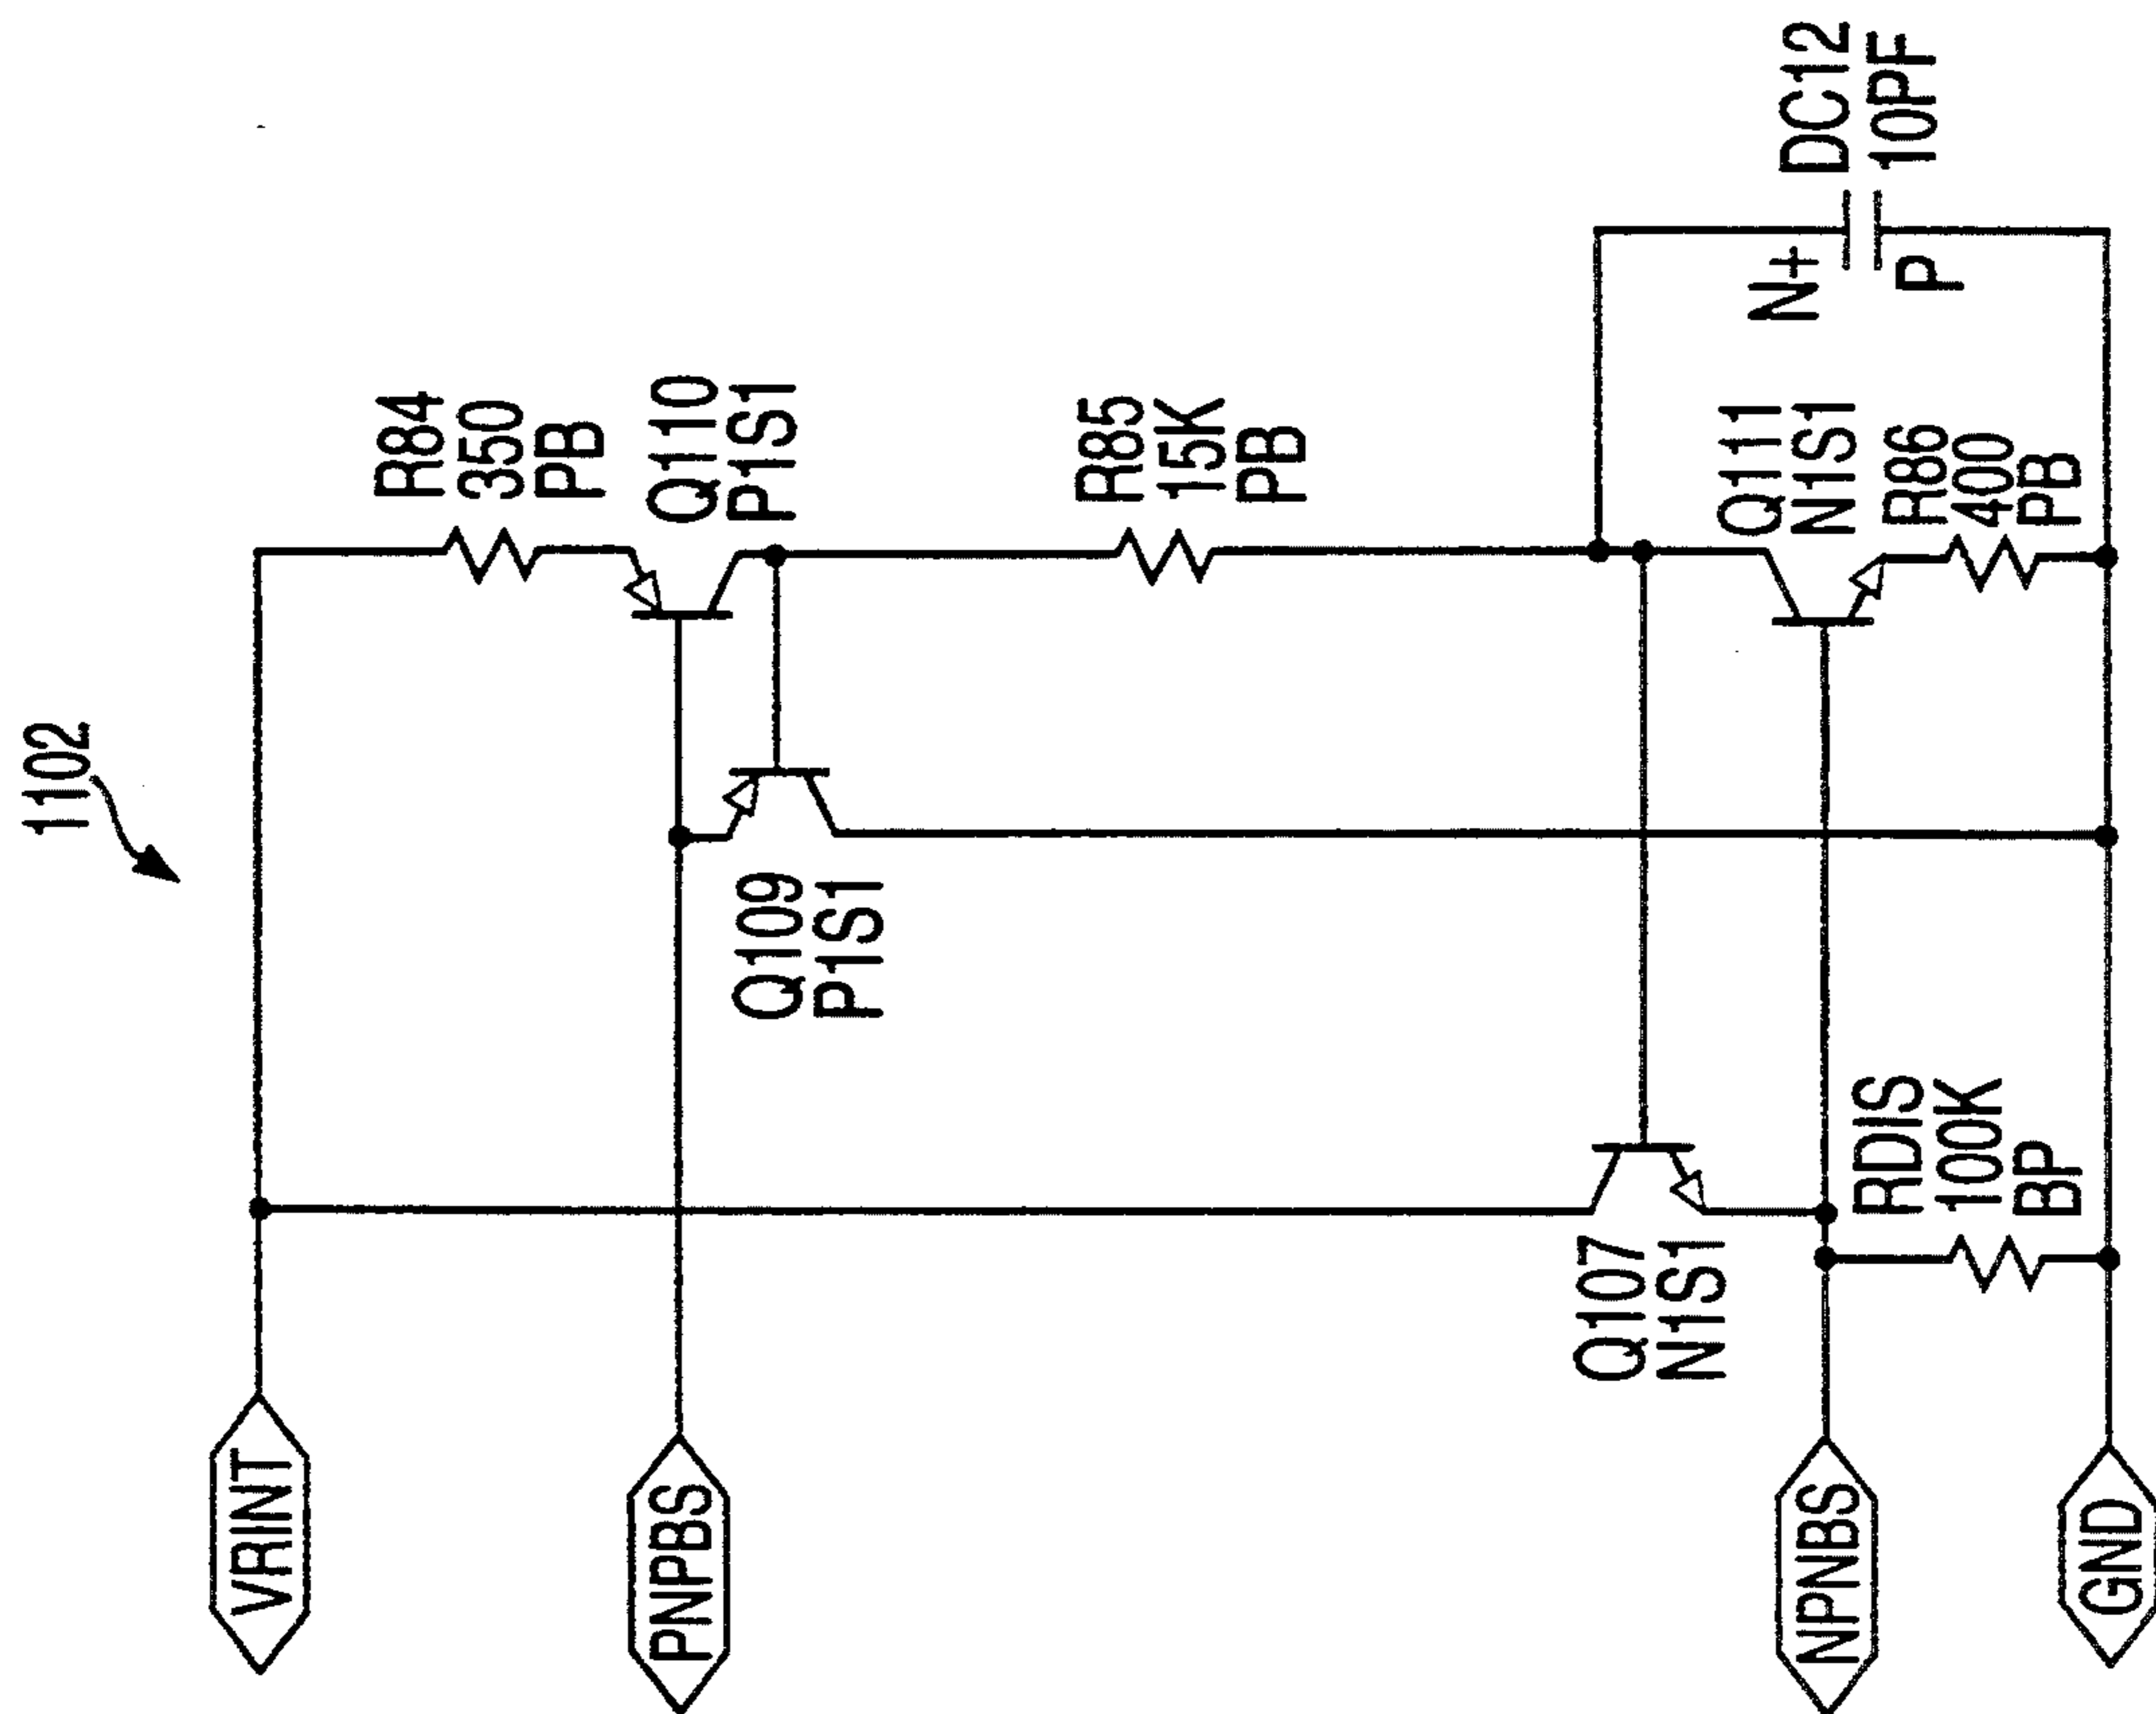 1102
VRINT
PNPBS
NPNBS
GND
R84
350
PB
Q110
P1S1
Q109
P1S1
R85
15K
PB
Q107
N1S1
RDIS
100K
BP
Q111
N1S1
R86
400
PB
N+
P
DC12
10PF